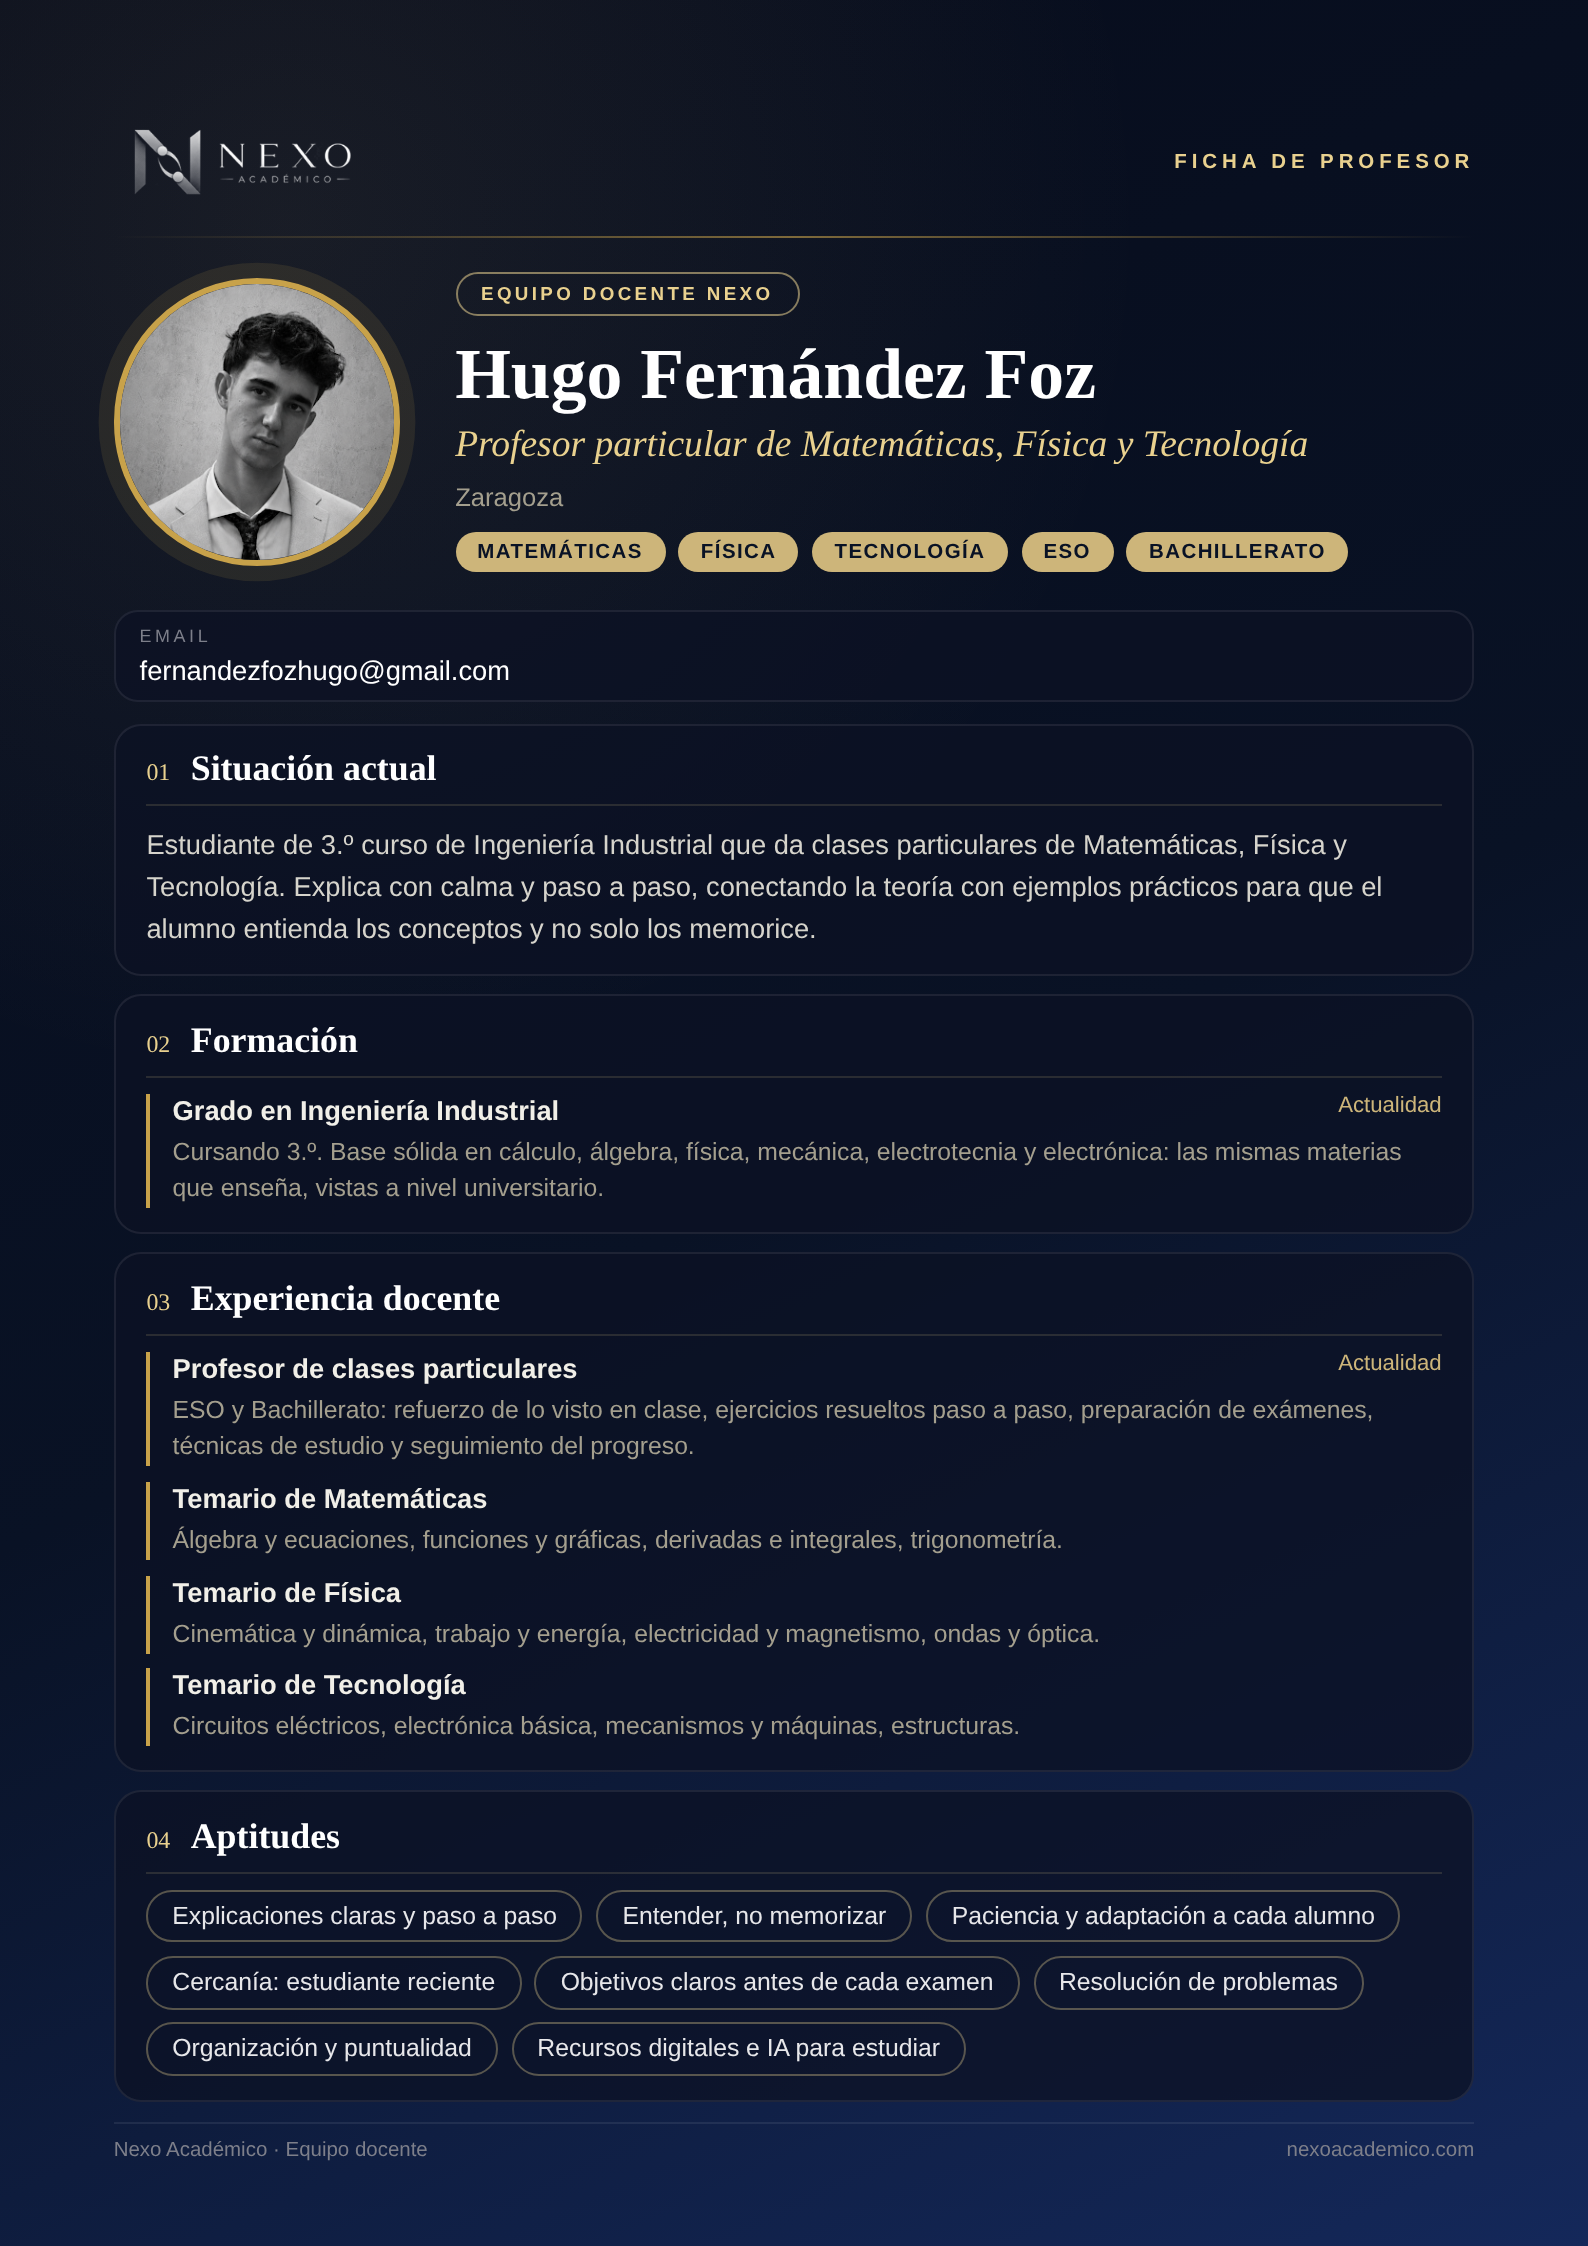 NEXO
ACADÉMICO
FICHA DE PROFESOR
EQUIPO DOCENTE NEXO
Hugo Fernández Foz
Profesor particular de Matemáticas, Física y Tecnología
Zaragoza
MATEMÁTICAS FÍSICA TECNOLOGÍA ESO BACHILLERATO
EMAIL
fernandezfozhugo@gmail.com
01 Situación actual
Estudiante de 3.º curso de Ingeniería Industrial que da clases particulares de Matemáticas, Física y
Tecnología. Explica con calma y paso a paso, conectando la teoría con ejemplos prácticos para que el
alumno entienda los conceptos y no solo los memorice.
02 Formación
Grado en Ingeniería Industrial Actualidad
Cursando 3.º. Base sólida en cálculo, álgebra, física, mecánica, electrotecnia y electrónica: las mismas materias
que enseña, vistas a nivel universitario.
03 Experiencia docente
Profesor de clases particulares Actualidad
ESO y Bachillerato: refuerzo de lo visto en clase, ejercicios resueltos paso a paso, preparación de exámenes,
técnicas de estudio y seguimiento del progreso.
Temario de Matemáticas
Álgebra y ecuaciones, funciones y gráficas, derivadas e integrales, trigonometría.
Temario de Física
Cinemática y dinámica, trabajo y energía, electricidad y magnetismo, ondas y óptica.
Temario de Tecnología
Circuitos eléctricos, electrónica básica, mecanismos y máquinas, estructuras.
04 Aptitudes
Explicaciones claras y paso a paso Entender, no memorizar Paciencia y adaptación a cada alumno
Cercanía: estudiante reciente Objetivos claros antes de cada examen Resolución de problemas
Organización y puntualidad Recursos digitales e IA para estudiar
Nexo Académico · Equipo docente nexoacademico.com